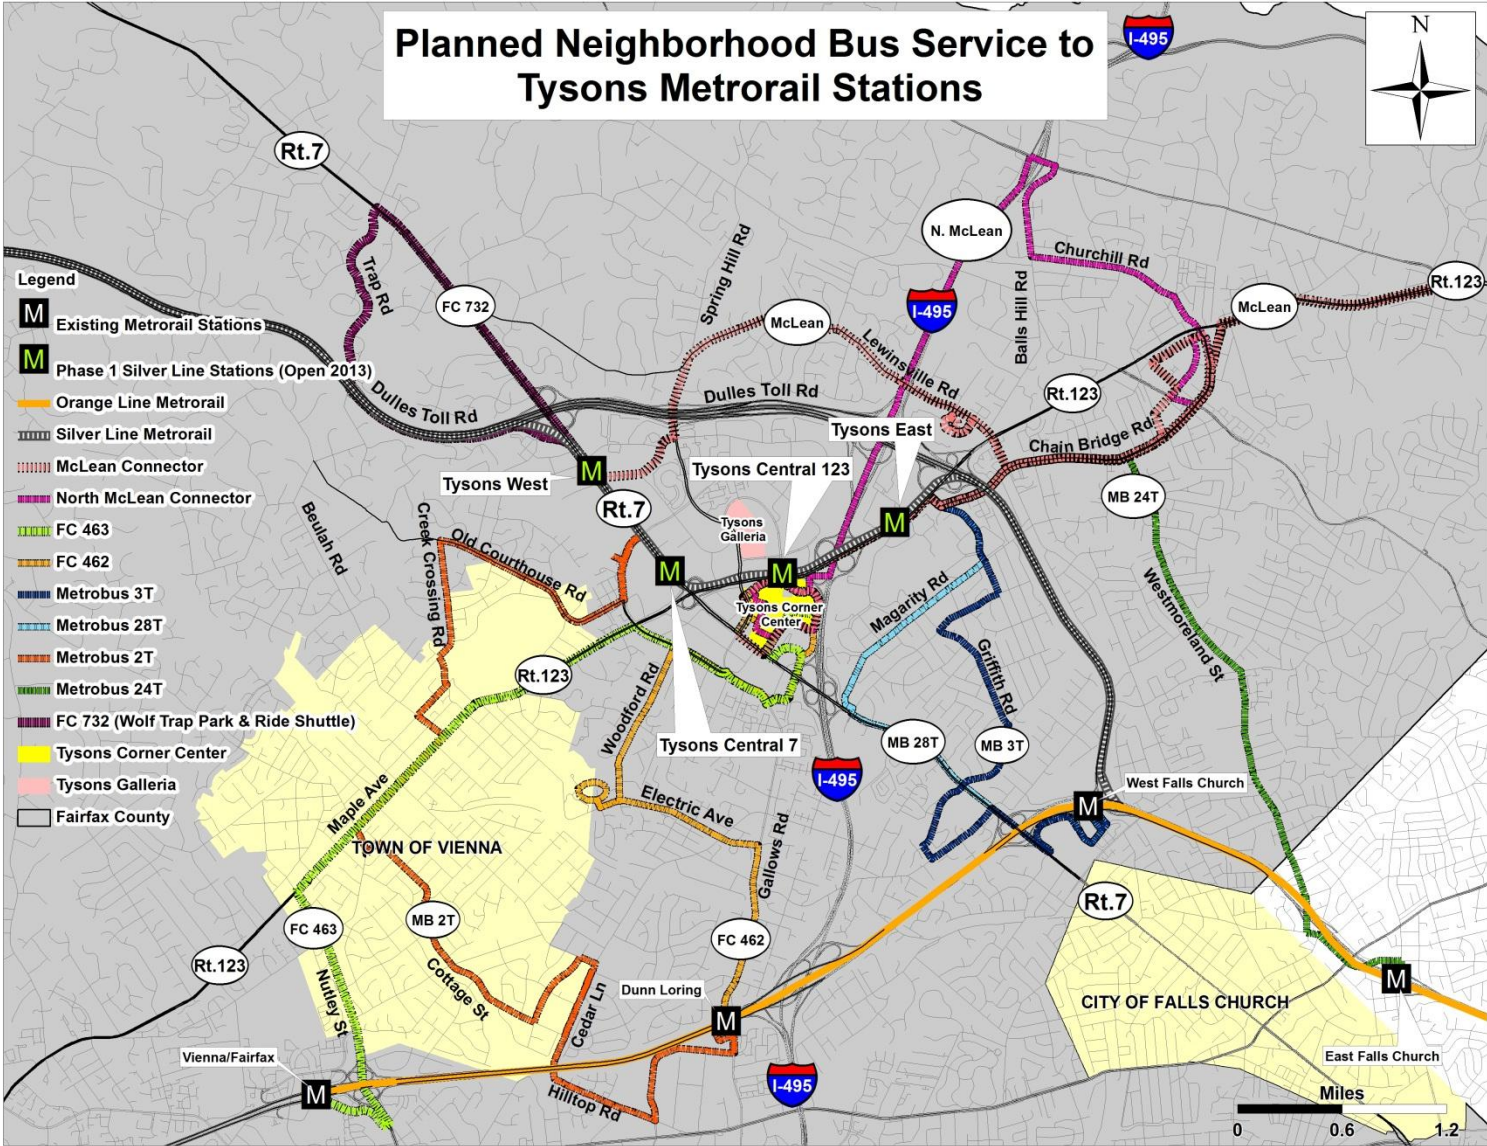 Planned Neighborhood Bus Service to
Tysons Metrorail Stations
I-495
N
Rt.7
N. McLean
Churchill Rd
Trap Rd
FC 732
Spring Hill Rd
McLean
I-495
Balls Hill Rd
McLean
Rt.123
Legend
M
Existing Metrorail Stations
M
Phase 1 Silver Line Stations (Open 2013)
Orange Line Metrorail
Silver Line Metrorail
McLean Connector
North McLean Connector
FC 463
FC 462
Metrobus 3T
Metrobus 28T
Metrobus 2T
Metrobus 24T
FC 732 (Wolf Trap Park & Ride Shuttle)
Tysons Corner Center
Tysons Galleria
Fairfax County
Lewinsville Rd
Dulles Toll Rd
Dulles Toll Rd
Rt.123
Tysons East
Chain Bridge Rd
Tysons Central 123
M
Tysons West
MB 24T
Rt.7
Tysons
Galleria
M
Beulah Rd
Creek Crossing Rd
Old Courthouse Rd
M
M
Tysons Corner
Center
Magarity Rd
Westmoreland St
Griffith Rd
Rt.123
Woodford Rd
Tysons Central 7
MB 28T
MB 3T
I-495
West Falls Church
M
Maple Ave
Electric Ave
Gallows Rd
TOWN OF VIENNA
Rt.7
FC 463
MB 2T
FC 462
Rt.123
Nutley St
Cottage St
Cedar Ln
Dunn Loring
M
M
CITY OF FALLS CHURCH
East Falls Church
Vienna/Fairfax
M
Hilltop Rd
I-495
Miles
0 0.6 1.2